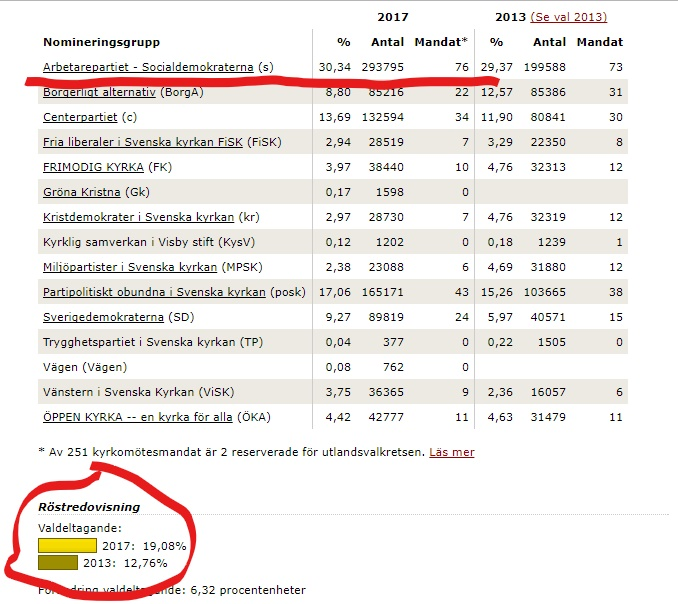 2017 2013 (Se val 2013)
Nomineringsgrupp % Antal Mandat* % Antal Mandat
Arbetarepartiet - Socialdemokraterna (s) 30,34 293795 76 29,37 199588 73
Borgerligt alternativ (BorgA) 8,80 85216 22 12,57 85386 31
Centerpartiet (c) 13,69 132594 34 11,90 80841 30
Fria liberaler i Svenska kyrkan FiSK (FiSK) 2,94 28519 7 3,29 22350 8
FRIMODIG KYRKA (FK) 3,97 38440 10 4,76 32313 12
Gröna Kristna (Gk) 0,17 1598 0
Kristdemokrater i Svenska kyrkan (kr) 2,97 28730 7 4,76 32319 12
Kyrklig samverkan i Visby stift (KysV) 0,12 1202 0 0,18 1239 1
Miljöpartister i Svenska kyrkan (MPSK) 2,38 23088 6 4,69 31880 12
Partipolitiskt obundna i Svenska kyrkan (posk) 17,06 165171 43 15,26 103665 38
Sverigedemokraterna (SD) 9,27 89819 24 5,97 40571 15
Trygghetspartiet i Svenska kyrkan (TP) 0,04 377 0 0,22 1505 0
Vägen (Vägen) 0,08 762 0
Vänstern i Svenska Kyrkan (ViSK) 3,75 36365 9 2,36 16057 6
ÖPPEN KYRKA -- en kyrka för alla (ÖKA) 4,42 42777 11 4,63 31479 11
* Av 251 kyrkomötesmandat är 2 reserverade för utlandsvalkretsen. Läs mer
Röstredovisning
Valdeltagande:
2017: 19,08%
2013: 12,76%
valdeltagande: 6,32 procentenheter